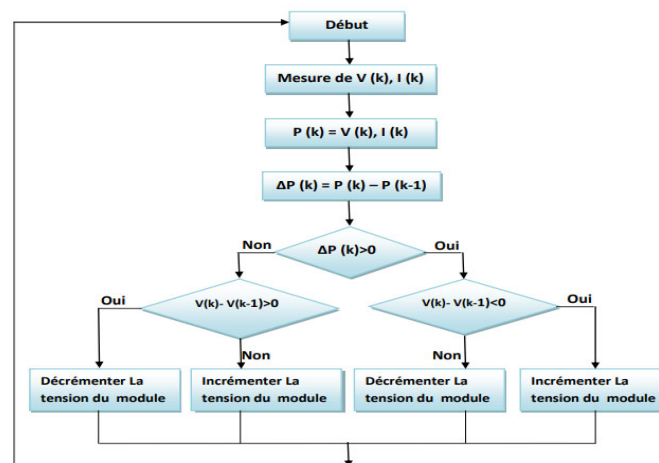 Début
Mesure de V (k), I (k)
P (k) = V (k), I (k)
ΔP (k) = P (k) – P (k-1)
Non
ΔP (k)>0
Oui
Oui
V(k)- V(k-1)>0
V(k)- V(k-1)<0
Oui
Non
Non
Décrémenter La
tension du module
Incrémenter La
tension du module
Décrémenter La
tension du module
Incrémenter La
tension du module